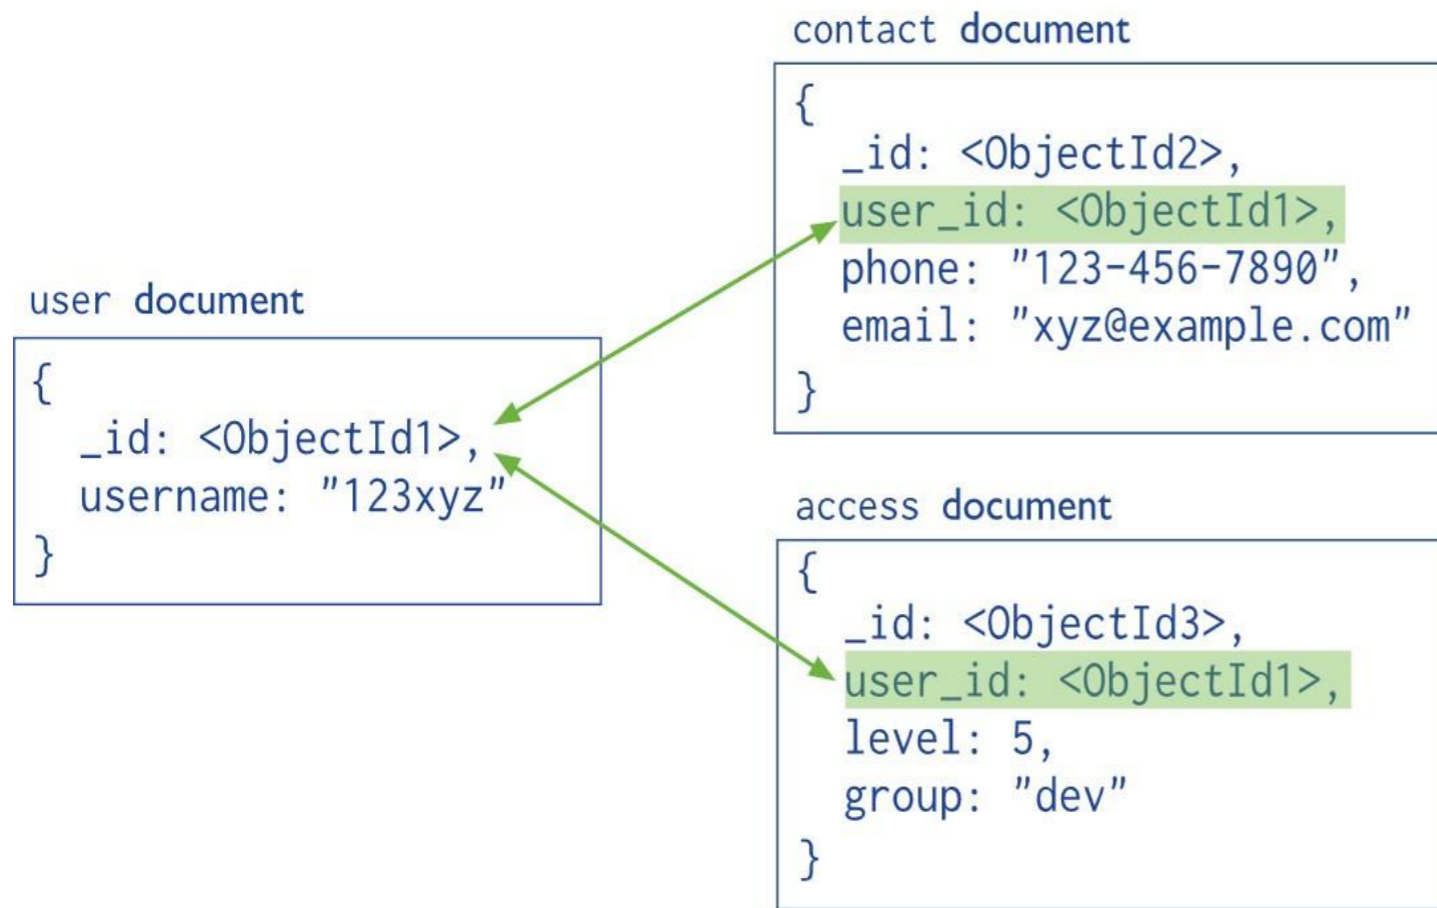 user document
{
_id: <ObjectId1>,
username: "123xyz"
}
contact document
{
_id: <ObjectId2>,
user_id: <ObjectId1>,
phone: "123-456-7890",
email: "xyz@example.com"
}
access document
{
_id: <ObjectId3>,
user_id: <ObjectId1>,
level: 5,
group: "dev"
}